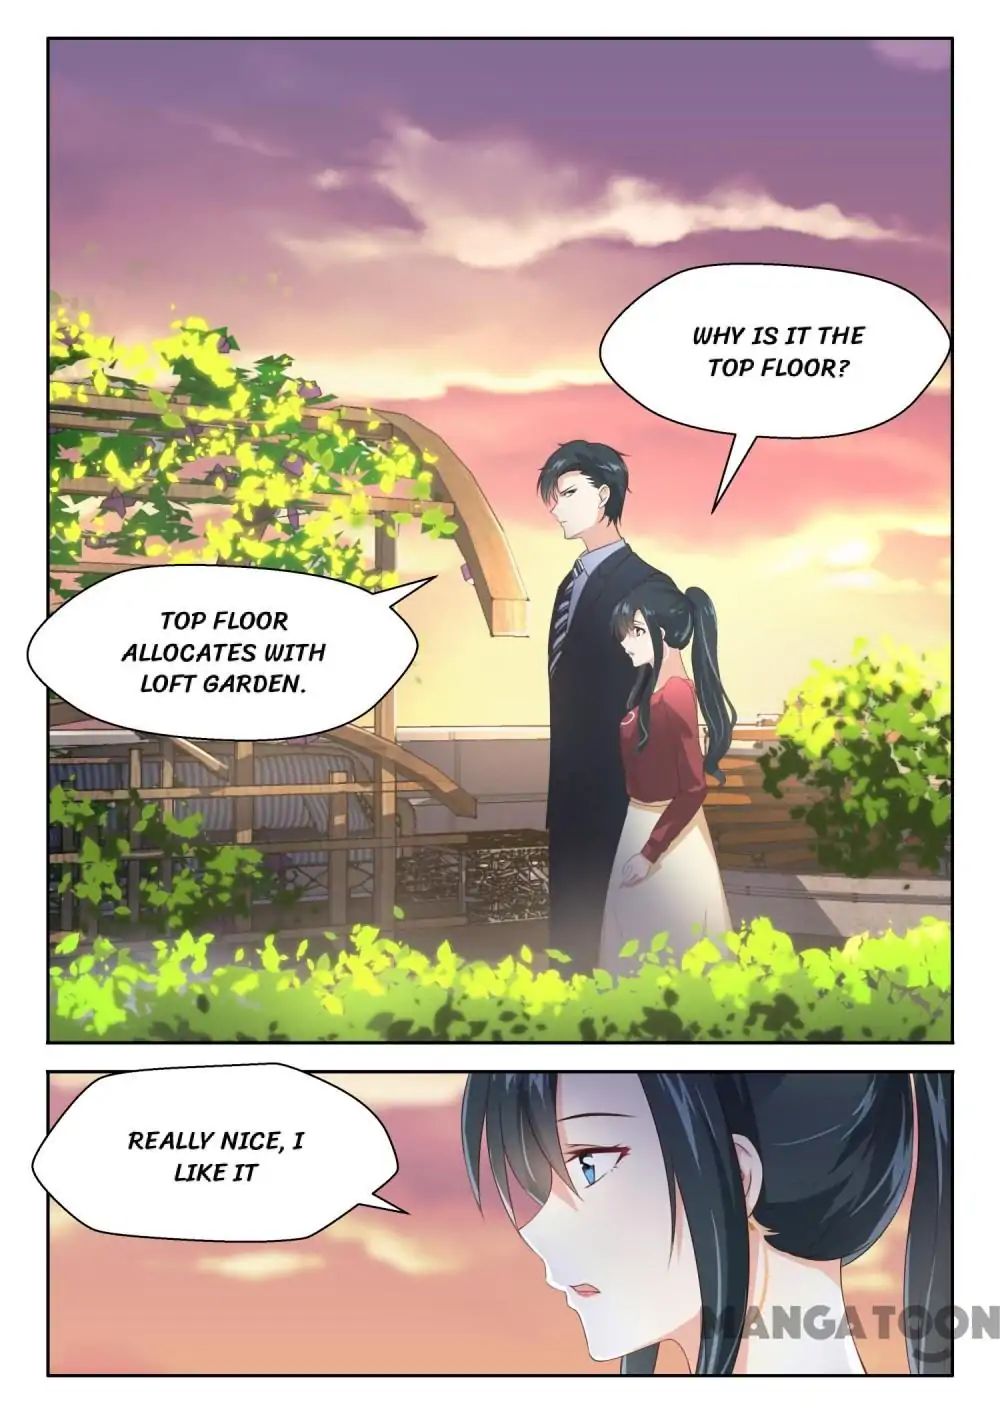 WHY IS IT THE
TOP FLOOR?
TOP FLOOR
ALLOCATES WITH
LOFT GARDEN.
REALLY NICE, I
LIKE IT
MANGATOON